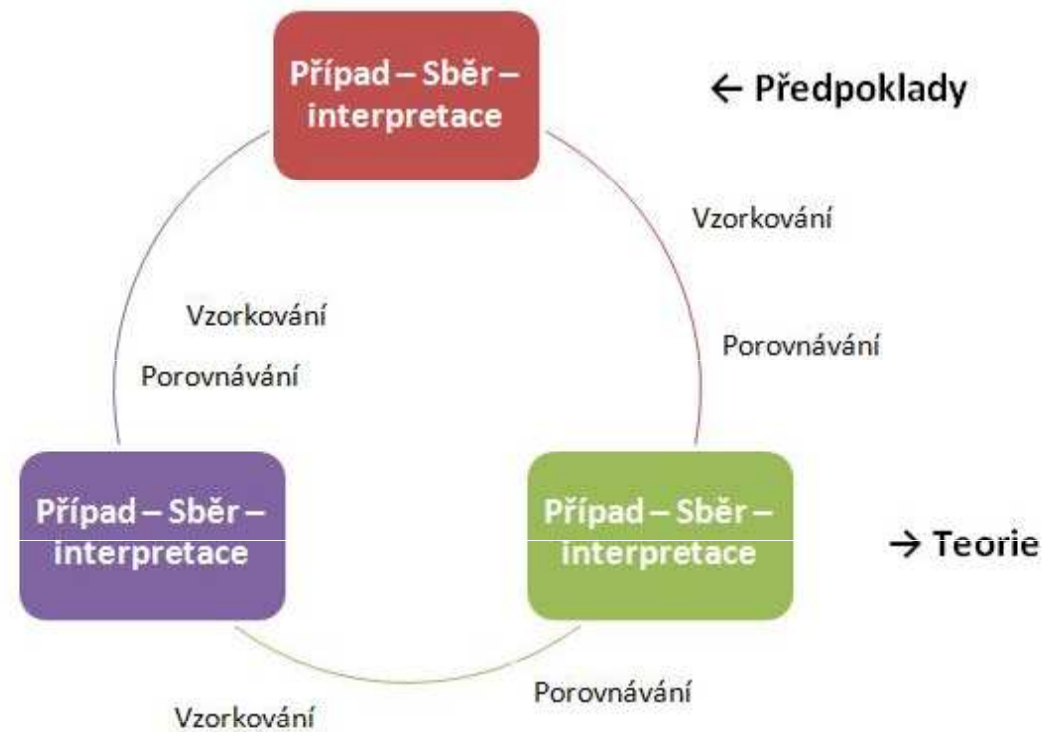 Případ – Sběr –
interpretace
← Předpoklady
Vzorkování
Porovnávání
Vzorkování
Porovnávání
Případ – Sběr –
interpretace
Případ – Sběr –
interpretace
→ Teorie
Porovnávání
Vzorkování